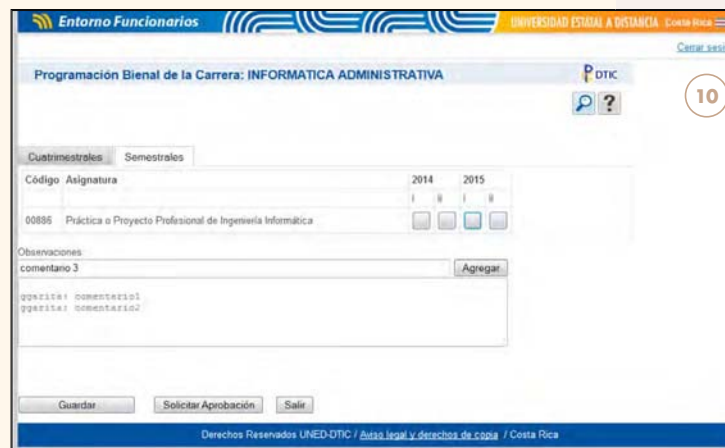 Entorno Funcionarios
UNIVERSIDAD ESTATAL A DISTANCIA Costa Rica
Cerrar sesi
Programación Bienal de la Carrera: INFORMATICA ADMINISTRATIVA
DTIC
?
10
Cuatrimestrales Semestrales
Código Asignatura 2014 2015
I II I II
00886 Práctica o Proyecto Profesional de Ingeniería Informática
Observaciones
comentario 3 Agregar
ggarita: comentario1
ggarita: comentario2
Guardar Solicitar Aprobación Salir
Derechos Reservados UNED-DTIC / Aviso legal y derechos de copia / Costa Rica